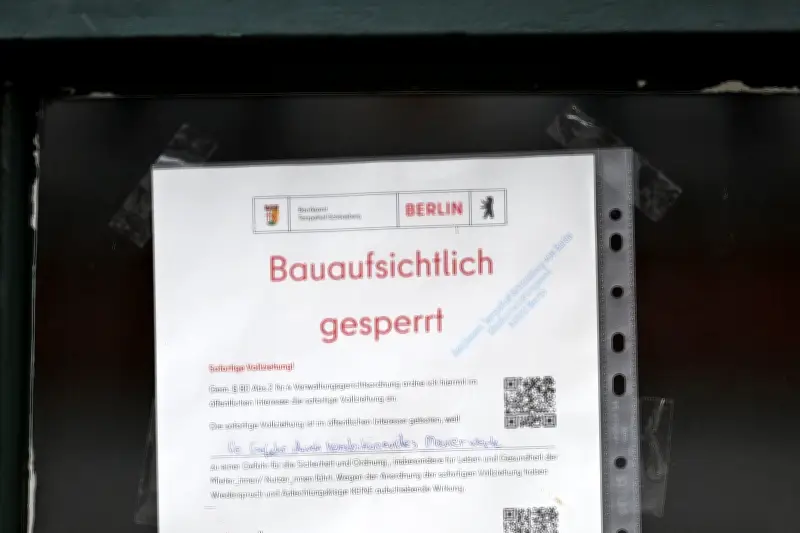 Bezirksamt
Tempelhof-Schöneberg
BERLIN
Bauaufsichtlich
gesperrt
Sofortige Vollziehung!
Gem. § 80 Abs.2 Nr.4 Verwaltungsgerichtsordnung ordne ich hiermit im
öffentlichen Interesse die sofortige Vollziehung an.
Die sofortige Vollziehung ist im öffentlichen Interesse geboten, weil
zu einer Gefahr für die Sicherheit und Ordnung, insbesondere für Leben und Gesundheit der
Mieter_innen/ Nutzer_innen führt. Wegen der Anordnung der sofortigen Vollziehung haben
Widerspruch und Anfechtungsklage KEINE aufschiebende Wirkung.